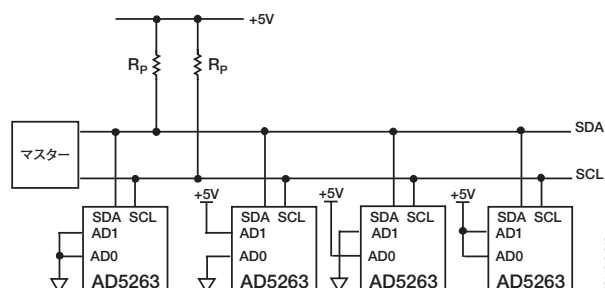 +5V
RP RP
SDA
マスター
SCL
+5V +5V +5V
SDA SCL SDA SCL SDA SCL SDA SCL
AD1 AD1 AD1 AD1
AD0 AD0 AD0 AD0
AD5263 AD5263 AD5263 AD5263